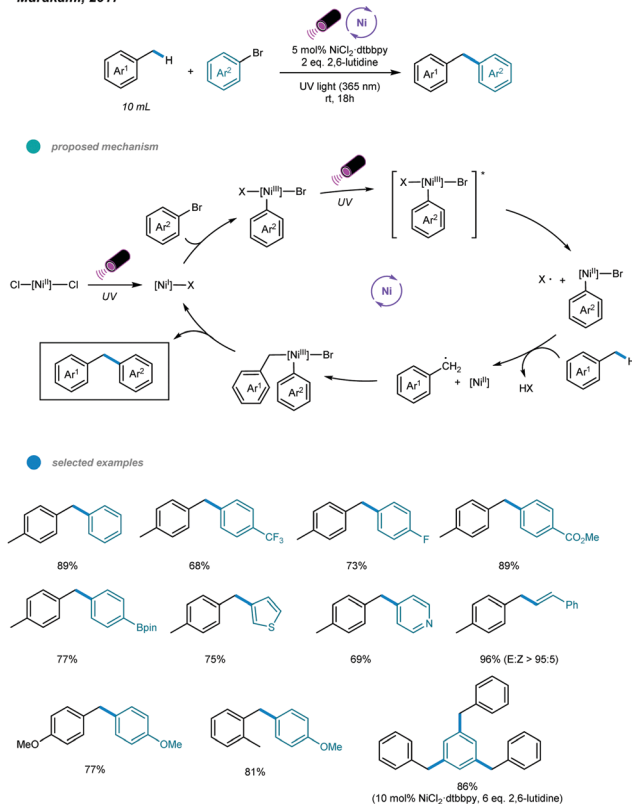 Murakami, 2017
H
Ar¹
10 mL
+
Br
Ar²
Ni
5 mol% NiCl₂·dtbbpy
2 eq. 2,6-lutidine
UV light (365 nm)
rt, 18h
Ar¹
Ar²
proposed mechanism
Br
Ar²
X—[Niᴵᴵᴵ]—Br
Ar²
UV
X—[Niᴵᴵᴵ]—Br
Ar²
*
Cl—[Niᴵᴵ]—Cl
UV
[Niᴵ]—X
Ni
X · +
[Niᴵᴵ]—Br
Ar²
Ar¹
Ar²
[Niᴵᴵᴵ]—Br
Ar¹
Ar²
·
CH₂
Ar¹
+ [Niᴵᴵ]
HX
Ar¹
H
selected examples
CF₃
F
CO₂Me
89%
68%
73%
89%
Bpin
S
N
Ph
77%
75%
69%
96% (E:Z > 95:5)
MeO
OMe
OMe
77%
81%
86%
(10 mol% NiCl₂·dtbbpy, 6 eq. 2,6-lutidine)